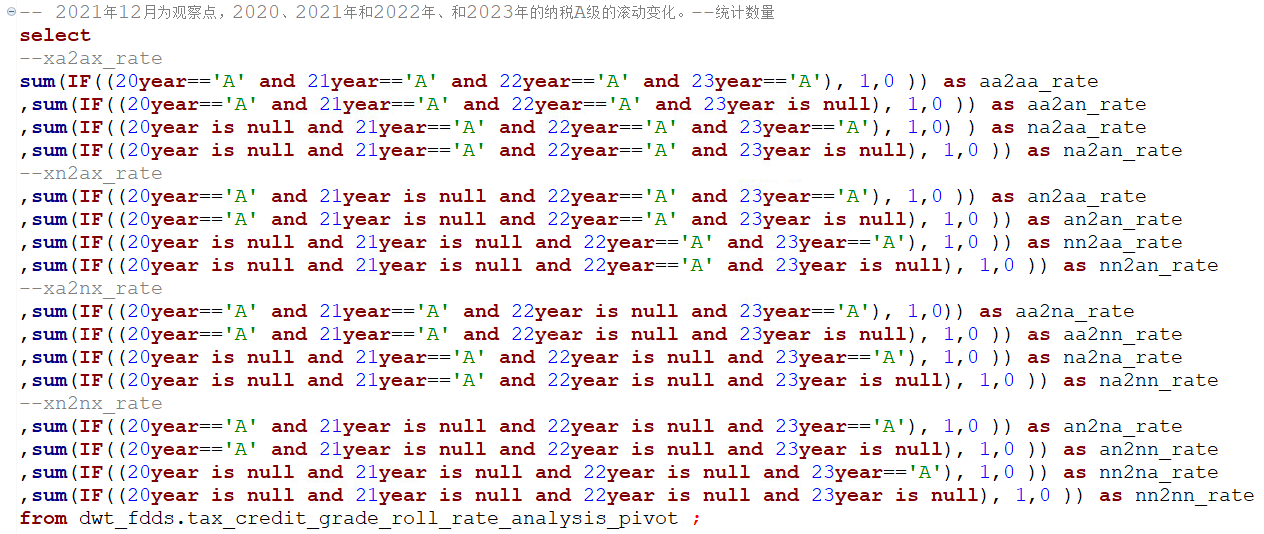 -- 2021年12月为观察点，2020、2021年和2022年、和2023年的纳税A级的滚动变化。--统计数量
select
--xa2ax_rate
sum(IF((20year=='A' and 21year=='A' and 22year=='A' and 23year=='A'), 1,0 )) as aa2aa_rate
,sum(IF((20year=='A' and 21year=='A' and 22year=='A' and 23year is null), 1,0 )) as aa2an_rate
,sum(IF((20year is null and 21year=='A' and 22year=='A' and 23year=='A'), 1,0) ) as na2aa_rate
,sum(IF((20year is null and 21year=='A' and 22year=='A' and 23year is null), 1,0 )) as na2an_rate
--xn2ax_rate
,sum(IF((20year=='A' and 21year is null and 22year=='A' and 23year=='A'), 1,0 )) as an2aa_rate
,sum(IF((20year=='A' and 21year is null and 22year=='A' and 23year is null), 1,0 )) as an2an_rate
,sum(IF((20year is null and 21year is null and 22year=='A' and 23year=='A'), 1,0 )) as nn2aa_rate
,sum(IF((20year is null and 21year is null and 22year=='A' and 23year is null), 1,0 )) as nn2an_rate
--xa2nx_rate
,sum(IF((20year=='A' and 21year=='A' and 22year is null and 23year=='A'), 1,0)) as aa2na_rate
,sum(IF((20year=='A' and 21year=='A' and 22year is null and 23year is null), 1,0 )) as aa2nn_rate
,sum(IF((20year is null and 21year=='A' and 22year is null and 23year=='A'), 1,0 )) as na2na_rate
,sum(IF((20year is null and 21year=='A' and 22year is null and 23year is null), 1,0 )) as na2nn_rate
--xn2nx_rate
,sum(IF((20year=='A' and 21year is null and 22year is null and 23year=='A'), 1,0 )) as an2na_rate
,sum(IF((20year=='A' and 21year is null and 22year is null and 23year is null), 1,0 )) as an2nn_rate
,sum(IF((20year is null and 21year is null and 22year is null and 23year=='A'), 1,0 )) as nn2na_rate
,sum(IF((20year is null and 21year is null and 22year is null and 23year is null), 1,0 )) as nn2nn_rate
from dwt_fdds.tax_credit_grade_roll_rate_analysis_pivot ;